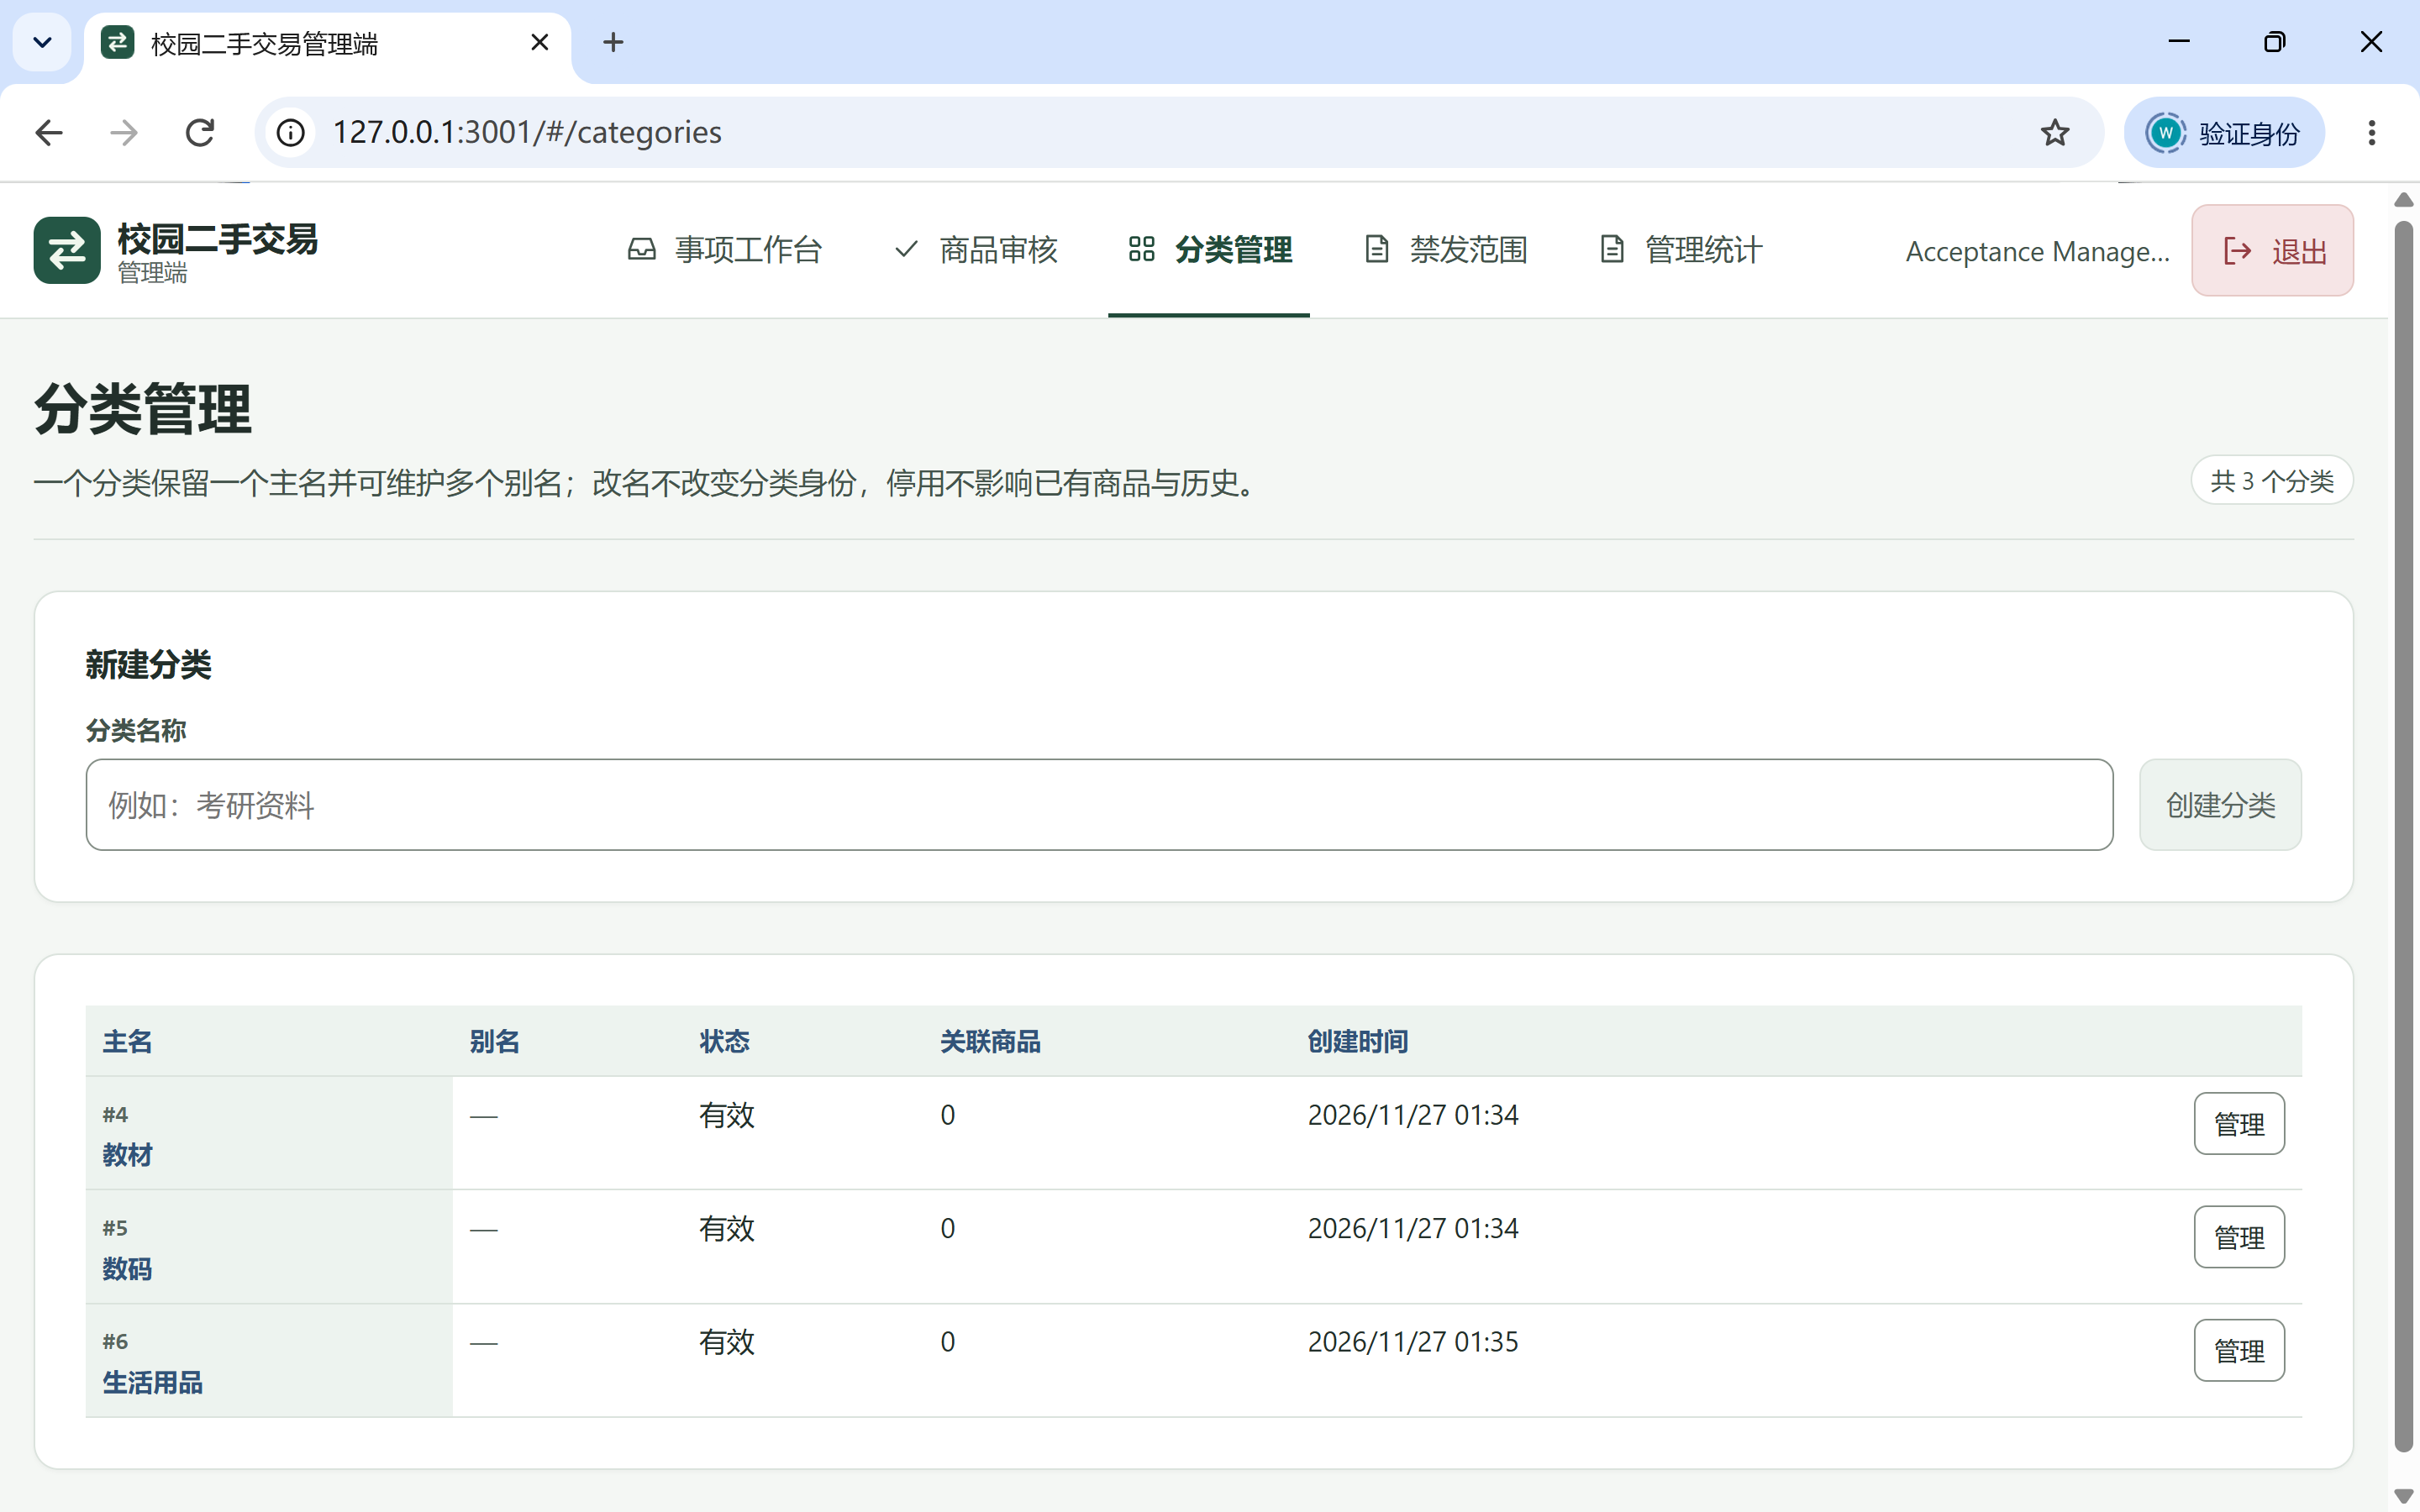 校园二手交易管理端
127.0.0.1:3001/#/categories
W 验证身份
校园二手交易
管理端
事项工作台
商品审核
分类管理
禁发范围
管理统计
Acceptance Manage...
退出
分类管理
一个分类保留一个主名并可维护多个别名；改名不改变分类身份，停用不影响已有商品与历史。
共 3 个分类
新建分类
分类名称
例如：考研资料
创建分类
主名 别名 状态 关联商品 创建时间
#4
教材 — 有效 0 2026/11/27 01:34 管理
#5
数码 — 有效 0 2026/11/27 01:34 管理
#6
生活用品 — 有效 0 2026/11/27 01:35 管理